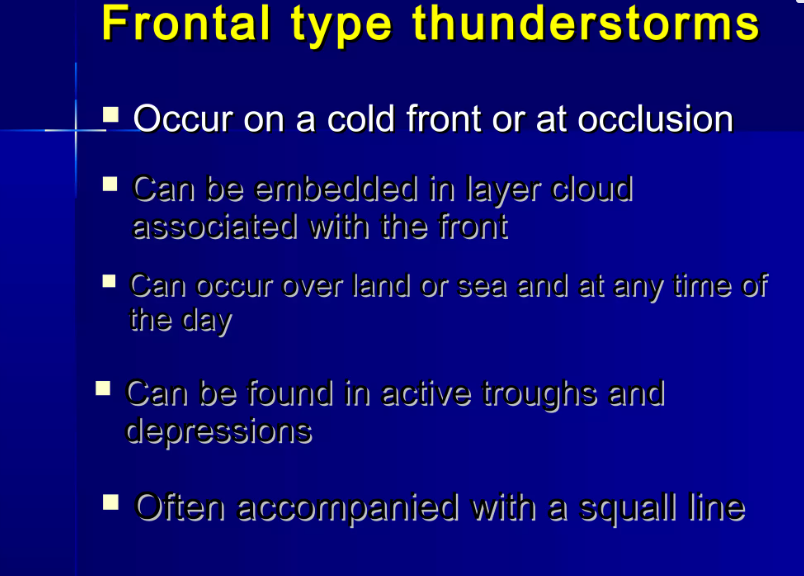 Frontal type thunderstorms
Occur on a cold front or at occlusion
Can be embedded in layer cloud
associated with the front
Can occur over land or sea and at any time of
the day
Can be found in active troughs and
depressions
Often accompanied with a squall line